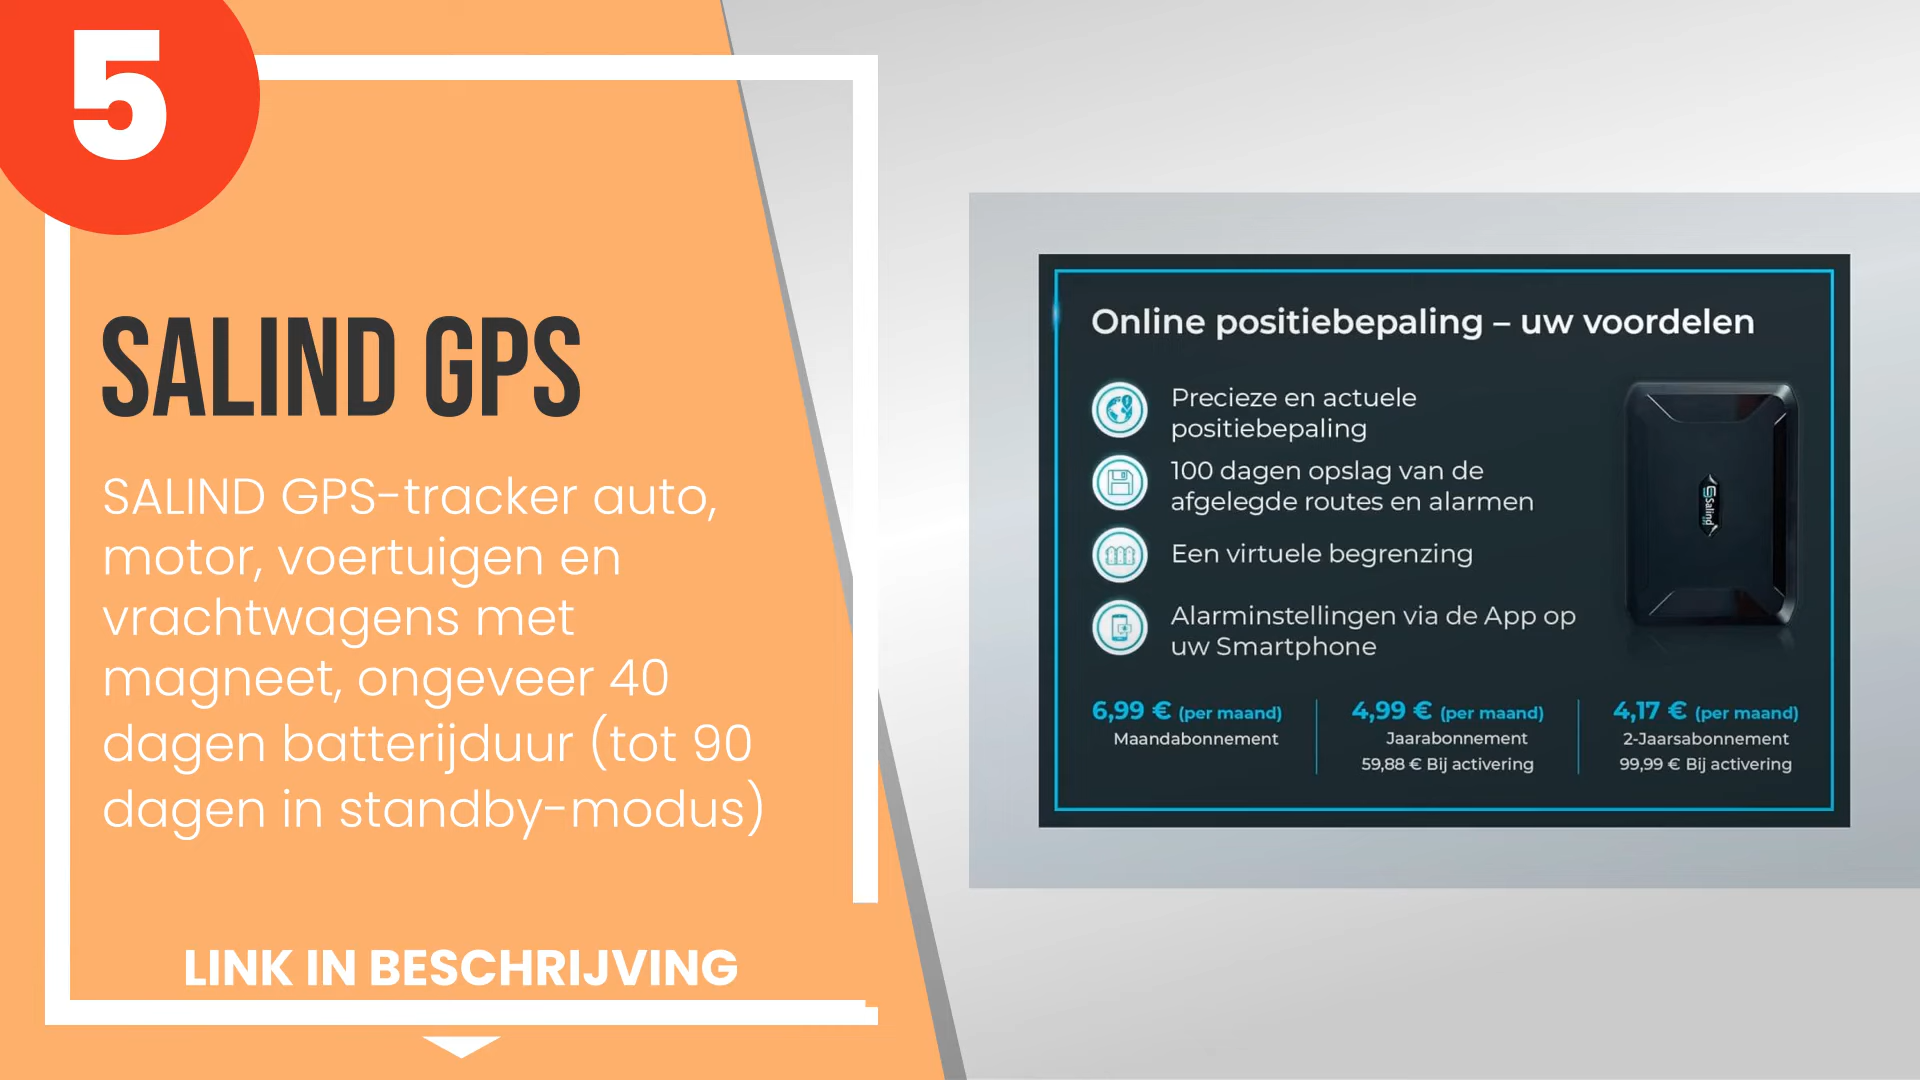 5
SALIND GPS
SALIND GPS-tracker auto,
motor, voertuigen en
vrachtwagens met
magneet, ongeveer 40
dagen batterijduur (tot 90
dagen in standby-modus)
LINK IN BESCHRIJVING
Online positiebepaling – uw voordelen
Precieze en actuele
positiebepaling
100 dagen opslag van de
afgelegde routes en alarmen
Een virtuele begrenzing
Alarminstellingen via de App op
uw Smartphone
Salind
6,99 € (per maand)
Maandabonnement
4,99 € (per maand)
Jaarabonnement
59,88 € Bij activering
4,17 € (per maand)
2-Jaarsabonnement
99,99 € Bij activering